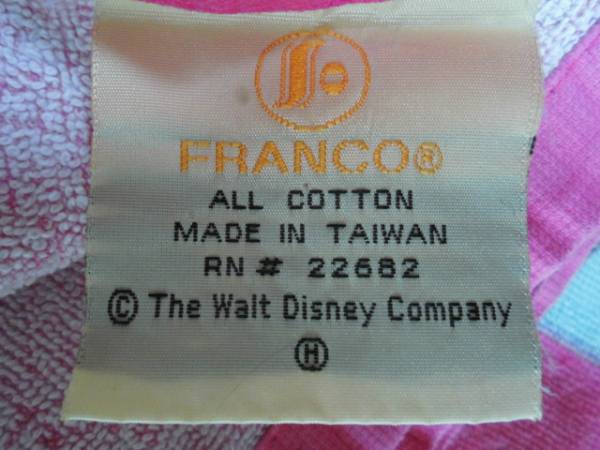 FRANCO®
ALL COTTON
MADE IN TAIWAN
RN # 22682
© The Walt Disney Company
Ⓗ